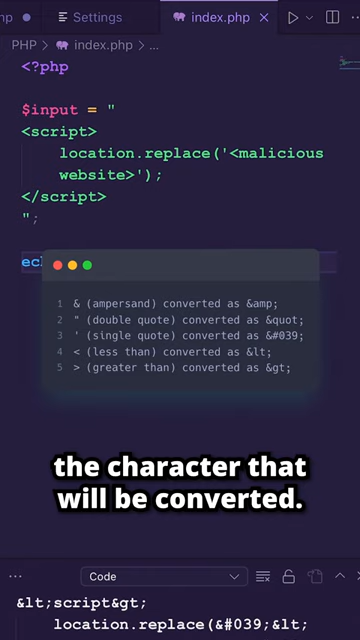 hp
Settings
index.php
PHP > index.php > ...
<?php
$input = "
<script>
location.replace('<malicious
website>');
</script>
";
1 & (ampersand) converted as &amp;
2 " (double quote) converted as &quot;
3 ' (single quote) converted as &#039;
4 < (less than) converted as &lt;
5 > (greater than) converted as &gt;
the character that
will be converted.
... Code
&lt;script&gt;
location.replace(&#039;&lt;